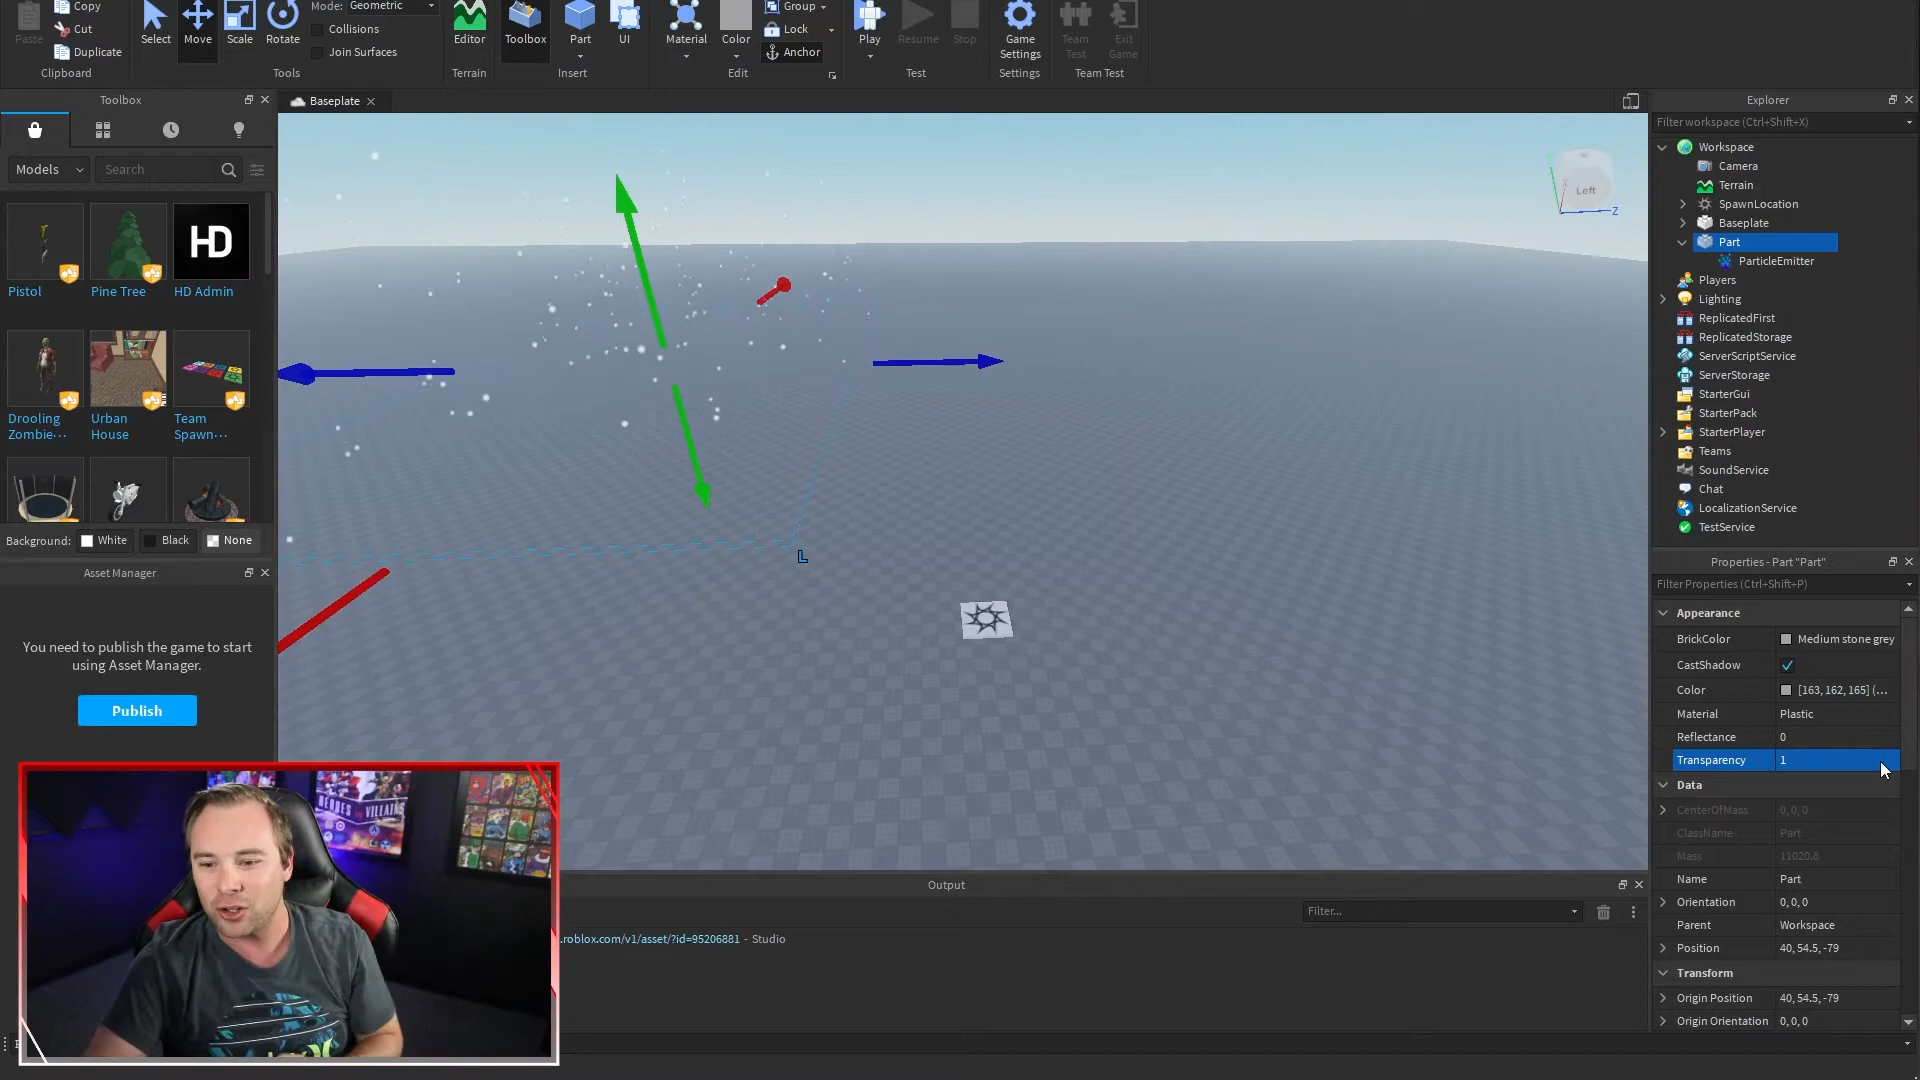 Copy
Cut
Paste
Duplicate
Clipboard
Select
Move
Scale
Rotate
Mode: Geometric
Collisions
Join Surfaces
Tools
Editor
Terrain
Toolbox
Part
UI
Insert
Material
Color
Group
Lock
Anchor
Edit
Play
Resume
Stop
Test
Game
Settings
Settings
Team
Test
Exit
Game
Team Test
Toolbox
Models
Search
Pistol
Pine Tree
HD
HD Admin
Drooling
Zombie...
Urban
House
Team
Spawn...
Background: White Black None
Asset Manager
You need to publish the game to start
using Asset Manager.
Publish
Baseplate
Left
Z
L
Output
Filter...
.roblox.com/v1/asset/?id=95206881 - Studio
Explorer
Filter workspace (Ctrl+Shift+X)
Workspace
Camera
Terrain
SpawnLocation
Baseplate
Part
ParticleEmitter
Players
Lighting
ReplicatedFirst
ReplicatedStorage
ServerScriptService
ServerStorage
StarterGui
StarterPack
StarterPlayer
Teams
SoundService
Chat
LocalizationService
TestService
Properties - Part "Part"
Filter Properties (Ctrl+Shift+P)
Appearance
BrickColor Medium stone grey
CastShadow
Color [163, 162, 165] (...
Material Plastic
Reflectance 0
Transparency 1
Data
CenterOfMass 0, 0, 0
ClassName Part
Mass 11020.8
Name Part
Orientation 0, 0, 0
Parent Workspace
Position 40, 54.5, -79
Transform
Origin Position 40, 54.5, -79
Origin Orientation 0, 0, 0
HEROES
VILLAINS